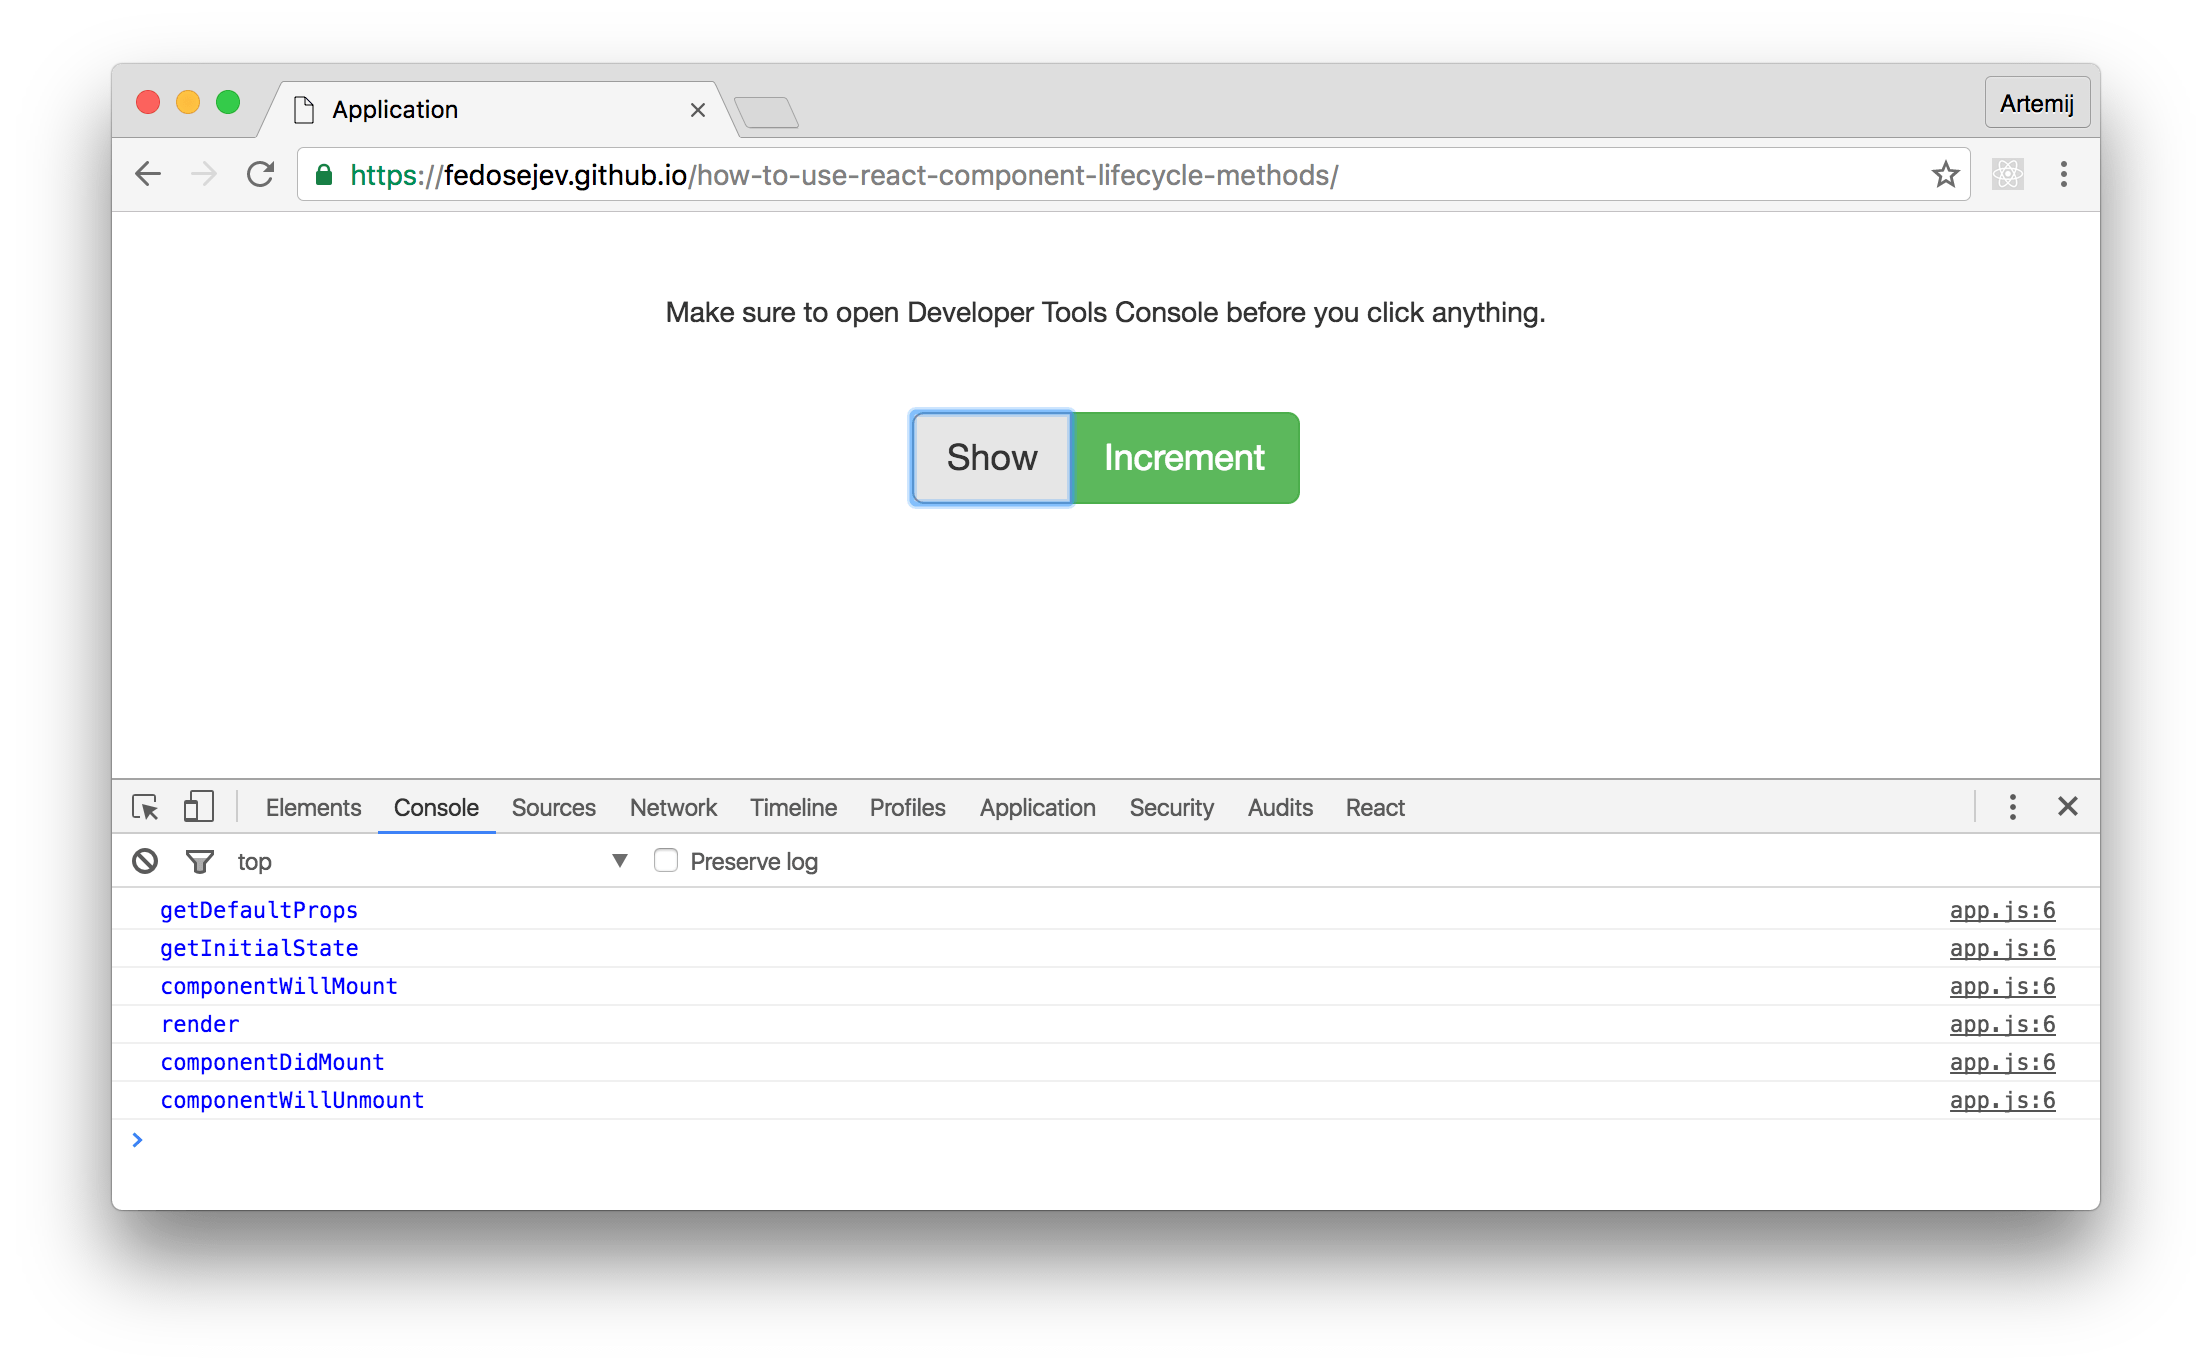 Application
Artemij
https://fedosejev.github.io/how-to-use-react-component-lifecycle-methods/
Make sure to open Developer Tools Console before you click anything.
Show Increment
Elements Console Sources Network Timeline Profiles Application Security Audits React
top Preserve log
getDefaultProps app.js:6
getInitialState app.js:6
componentWillMount app.js:6
render app.js:6
componentDidMount app.js:6
componentWillUnmount app.js:6